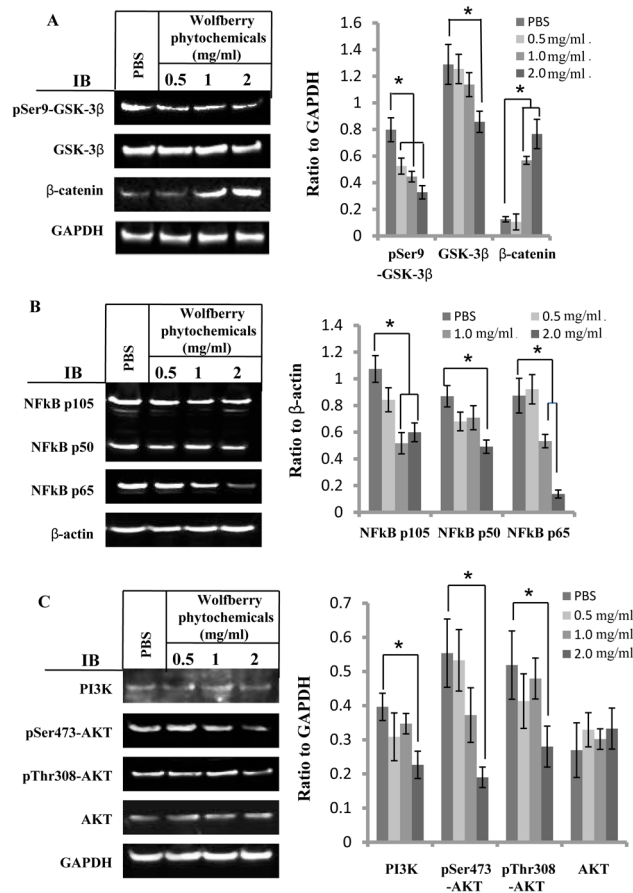 A
PBS
Wolfberry
phytochemicals
(mg/ml)
IB
0.5 1 2
pSer9-GSK-3β
GSK-3β
β-catenin
GAPDH
Ratio to GAPDH
1.6
1.4
1.2
1
0.8
0.6
0.4
0.2
0
*
*
*
PBS
0.5 mg/ml .
1.0 mg/ml .
2.0 mg/ml .
pSer9
-GSK-3β
GSK-3β
β-catenin
B
PBS
Wolfberry
phytochemicals
(mg/ml)
IB
0.5 1 2
NFkB p105
NFkB p50
NFkB p65
β-actin
Ratio to β-actin
1.4
1.2
1
0.8
0.6
0.4
0.2
0
PBS
0.5 mg/ml .
1.0 mg/ml .
2.0 mg/ml .
*
*
*
NFkB p105 NFkB p50 NFkB p65
C
PBS
Wolfberry
phytochemicals
(mg/ml)
IB
0.5 1 2
PI3K
pSer473-AKT
pThr308-AKT
AKT
GAPDH
Ratio to GAPDH
0.7
0.6
0.5
0.4
0.3
0.2
0.1
0
*
*
*
PBS
0.5 mg/ml
1.0 mg/ml
2.0 mg/ml
PI3K
pSer473
-AKT
pThr308
-AKT
AKT